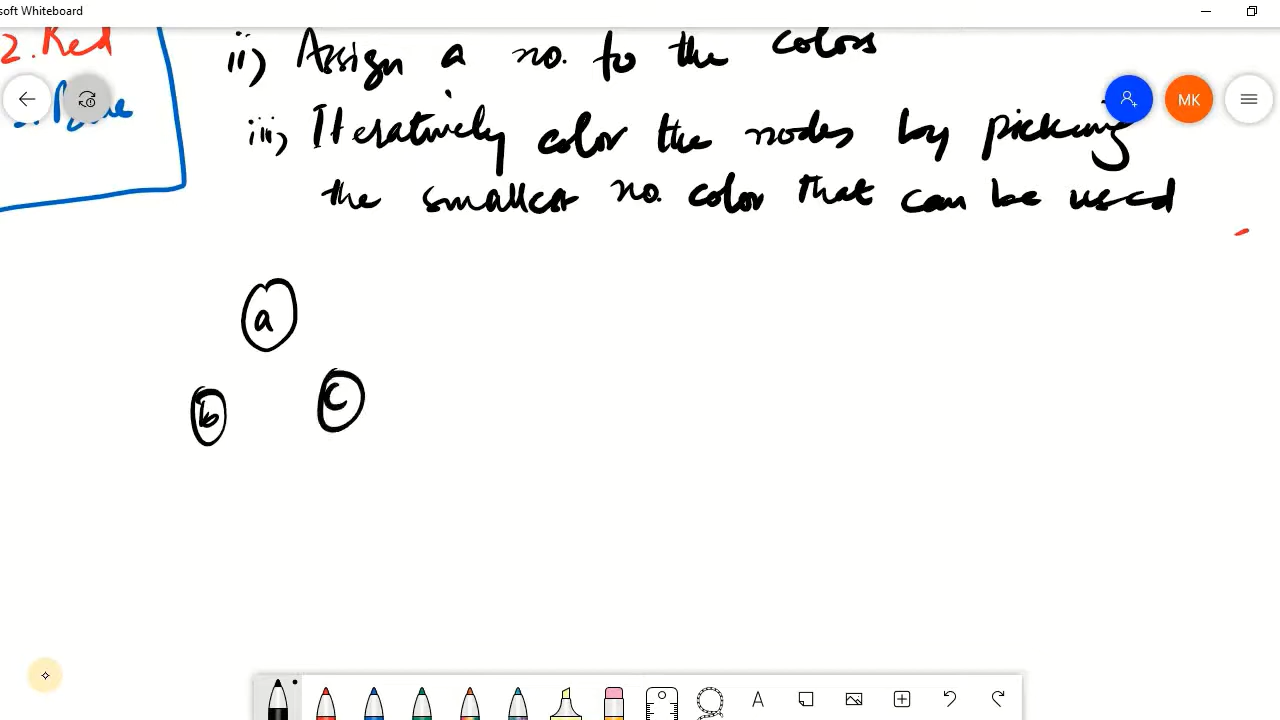 soft Whiteboard
2. Red
ii) Assign a no. to the colors
MK
iii) Iteratively color the nodes by picking
the smallest no. color that can be used
a
b
c
A